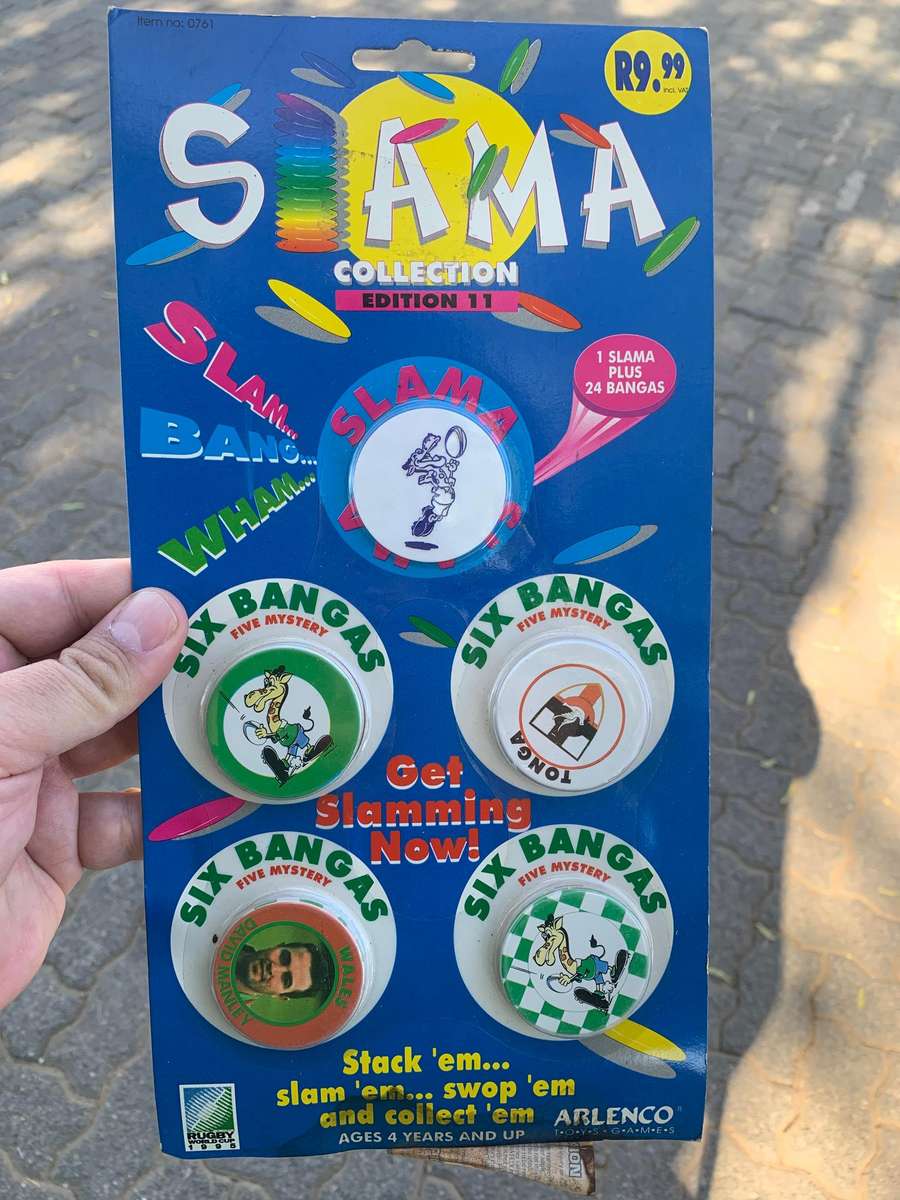 Item no: 0761
R9.99
incl. VAT
SLAMA
COLLECTION
EDITION 11
SLAM...
BANG...
WHAM...
1 SLAMA
PLUS
24 BANGAS
SLAMA
SIX BANGAS
FIVE MYSTERY
SIX BANGAS
FIVE MYSTERY
TONGA
Get
Slamming
Now!
SIX BANGAS
FIVE MYSTERY
WALES
DAVID MANLEY
SIX BANGAS
FIVE MYSTERY
Stack 'em...
slam 'em... swop 'em
and collect 'em
AGES 4 YEARS AND UP
RUGBY
WORLD CUP
1995
ARLENCO
TOYS•GAMES